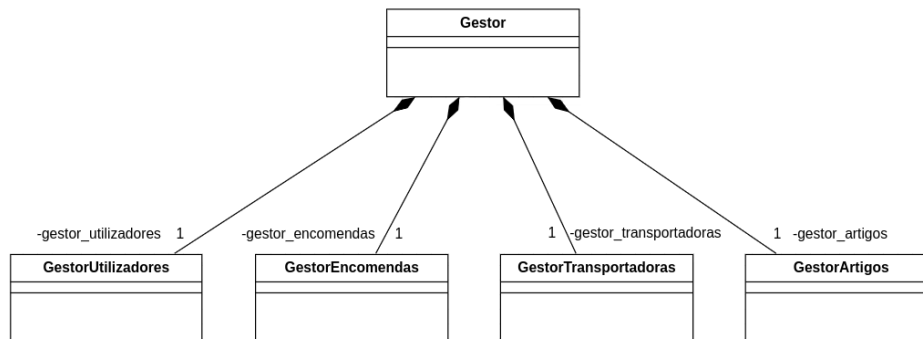 Gestor
-gestor_utilizadores 1
-gestor_encomendas 1
1 -gestor_transportadoras
1 -gestor_artigos
GestorUtilizadores
GestorEncomendas
GestorTransportadoras
GestorArtigos